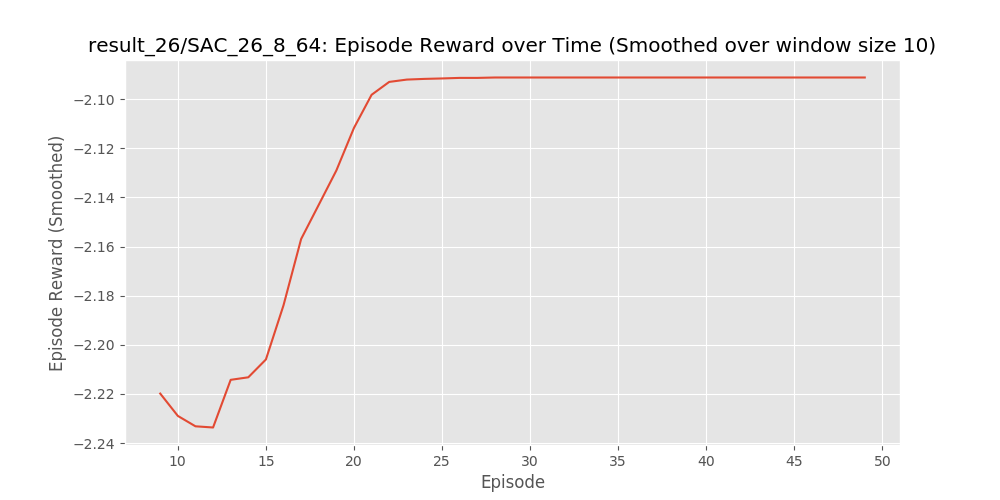 result_26/SAC_26_8_64: Episode Reward over Time (Smoothed over window size 10)
Episode Reward (Smoothed)
−2.10
−2.12
−2.14
−2.16
−2.18
−2.20
−2.22
−2.24
10 15 20 25 30 35 40 45 50
Episode